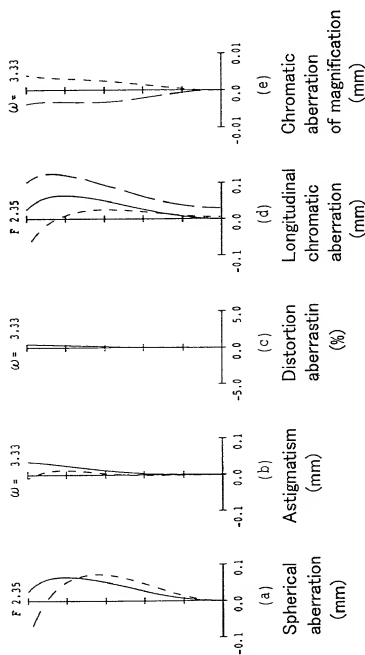 F 2.35
-0.1 0.0 0.1
(a)
Spherical
aberration
(mm)
ω= 3.33
-0.1 0.0 0.1
(b)
Astigmatism
(mm)
ω= 3.33
-5.0 0.0 5.0
(c)
Distortion
aberrastin
(%)
F 2.35
-0.1 0.0 0.1
(d)
Longitudinal
chromatic
aberration
(mm)
ω= 3.33
-0.01 0.0 0.01
(e)
Chromatic
aberration
of magnification
(mm)